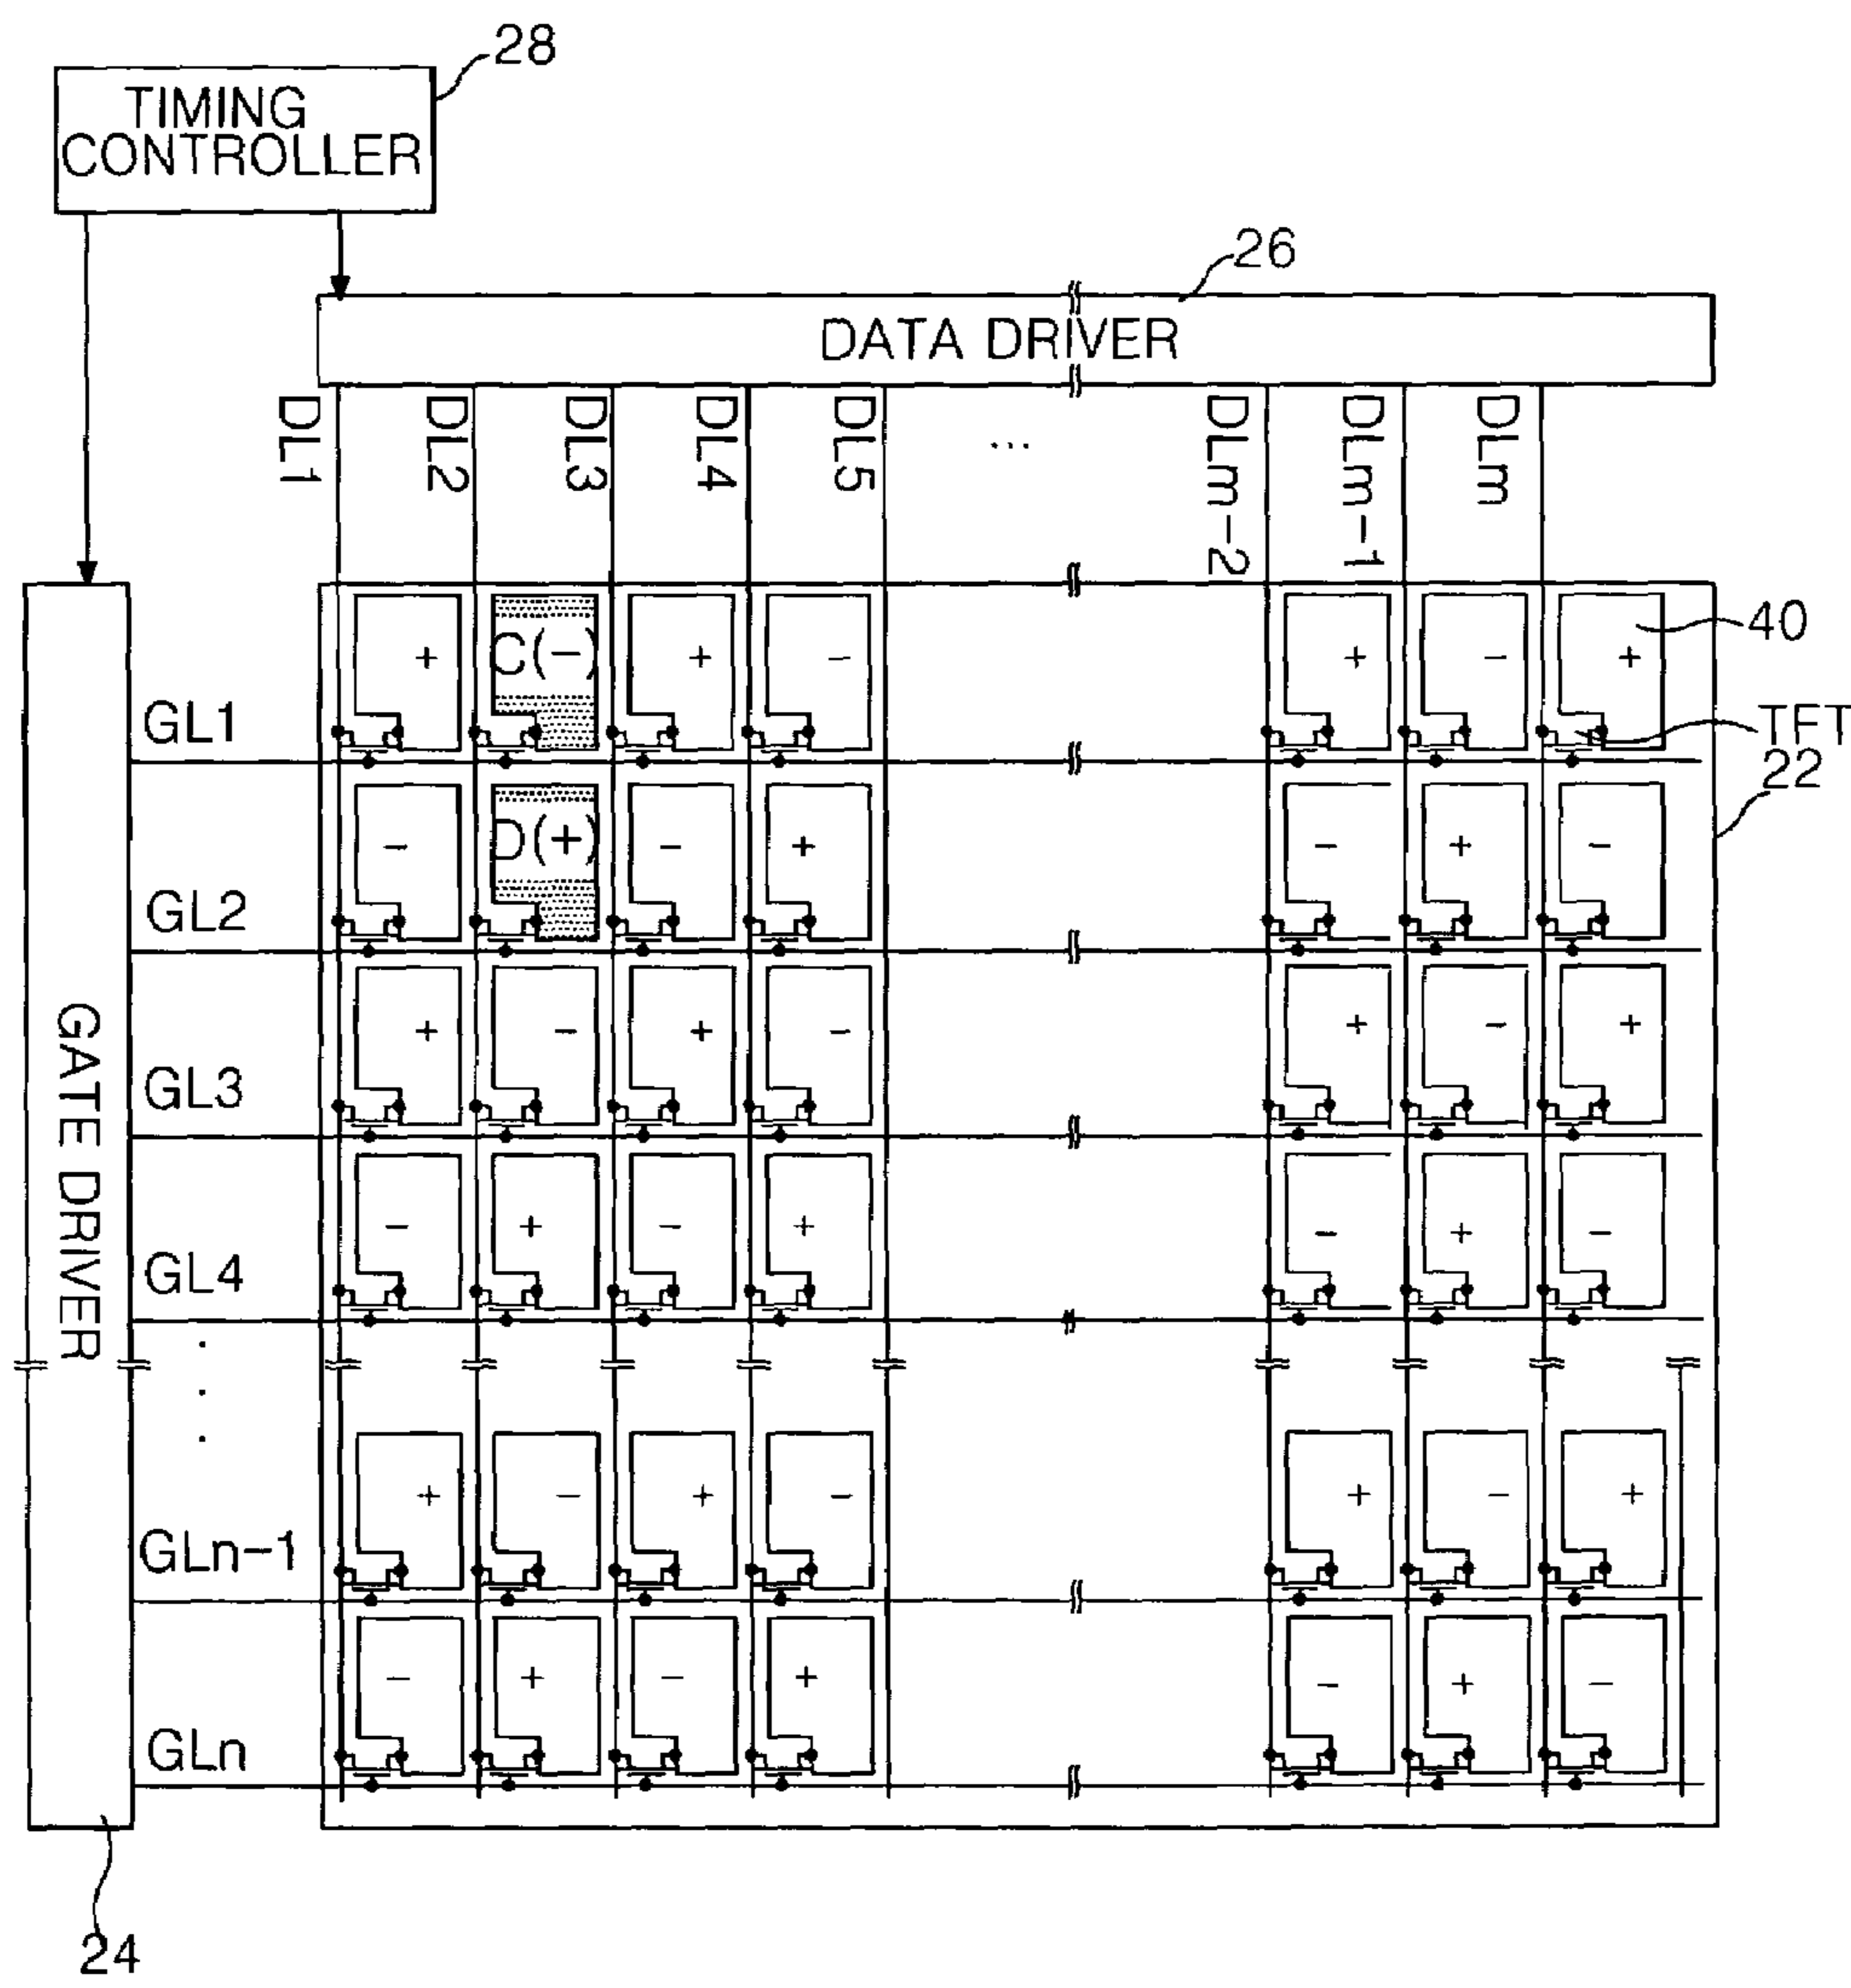 28
TIMING
CONTROLLER
26
DATA DRIVER
DL1 DL2 DL3 DL4 DL5 ... DLm-2 DLm-1 DLm
+ C(-) + - + - + 40
GL1
TFT
22
- D(+) - + - + -
GL2
+ - + - + - +
GL3
- + - + - + -
GL4
GATE DRIVER
+ - + - + - +
GLn-1
- + - + - + -
GLn
24